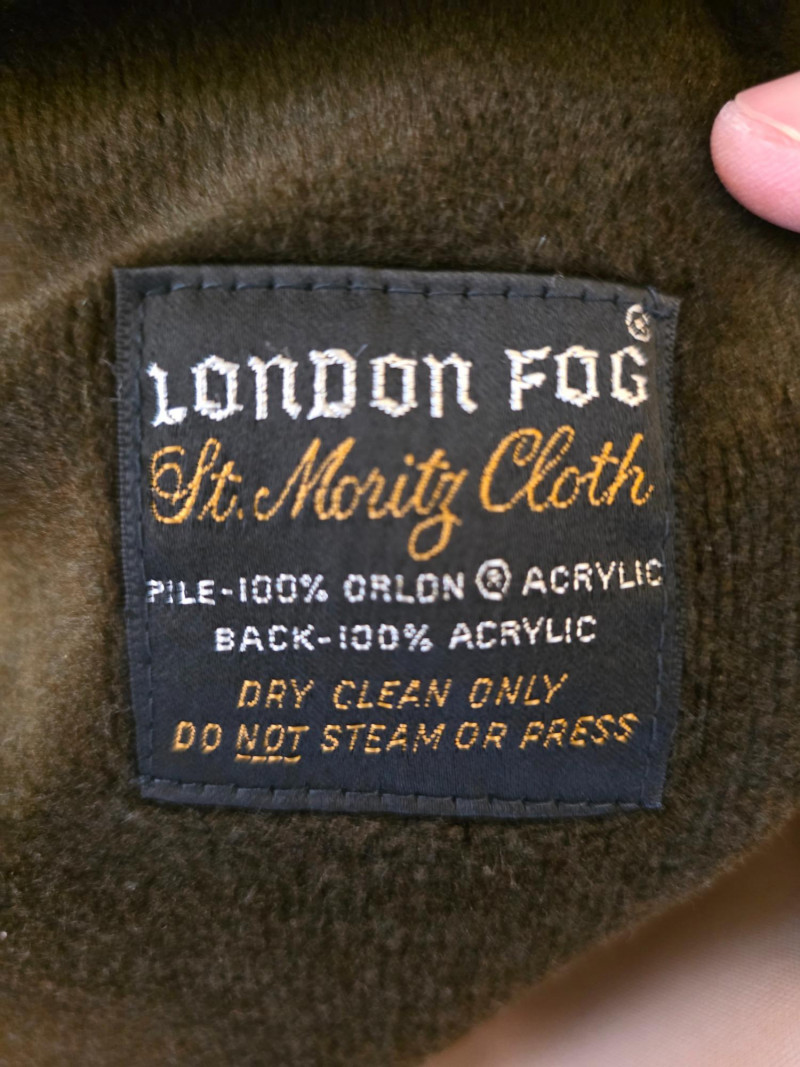 LONDON FOG®
St. Moritz Cloth
PILE-100% ORLON ® ACRYLIC
BACK-100% ACRYLIC
DRY CLEAN ONLY
DO NOT STEAM OR PRESS